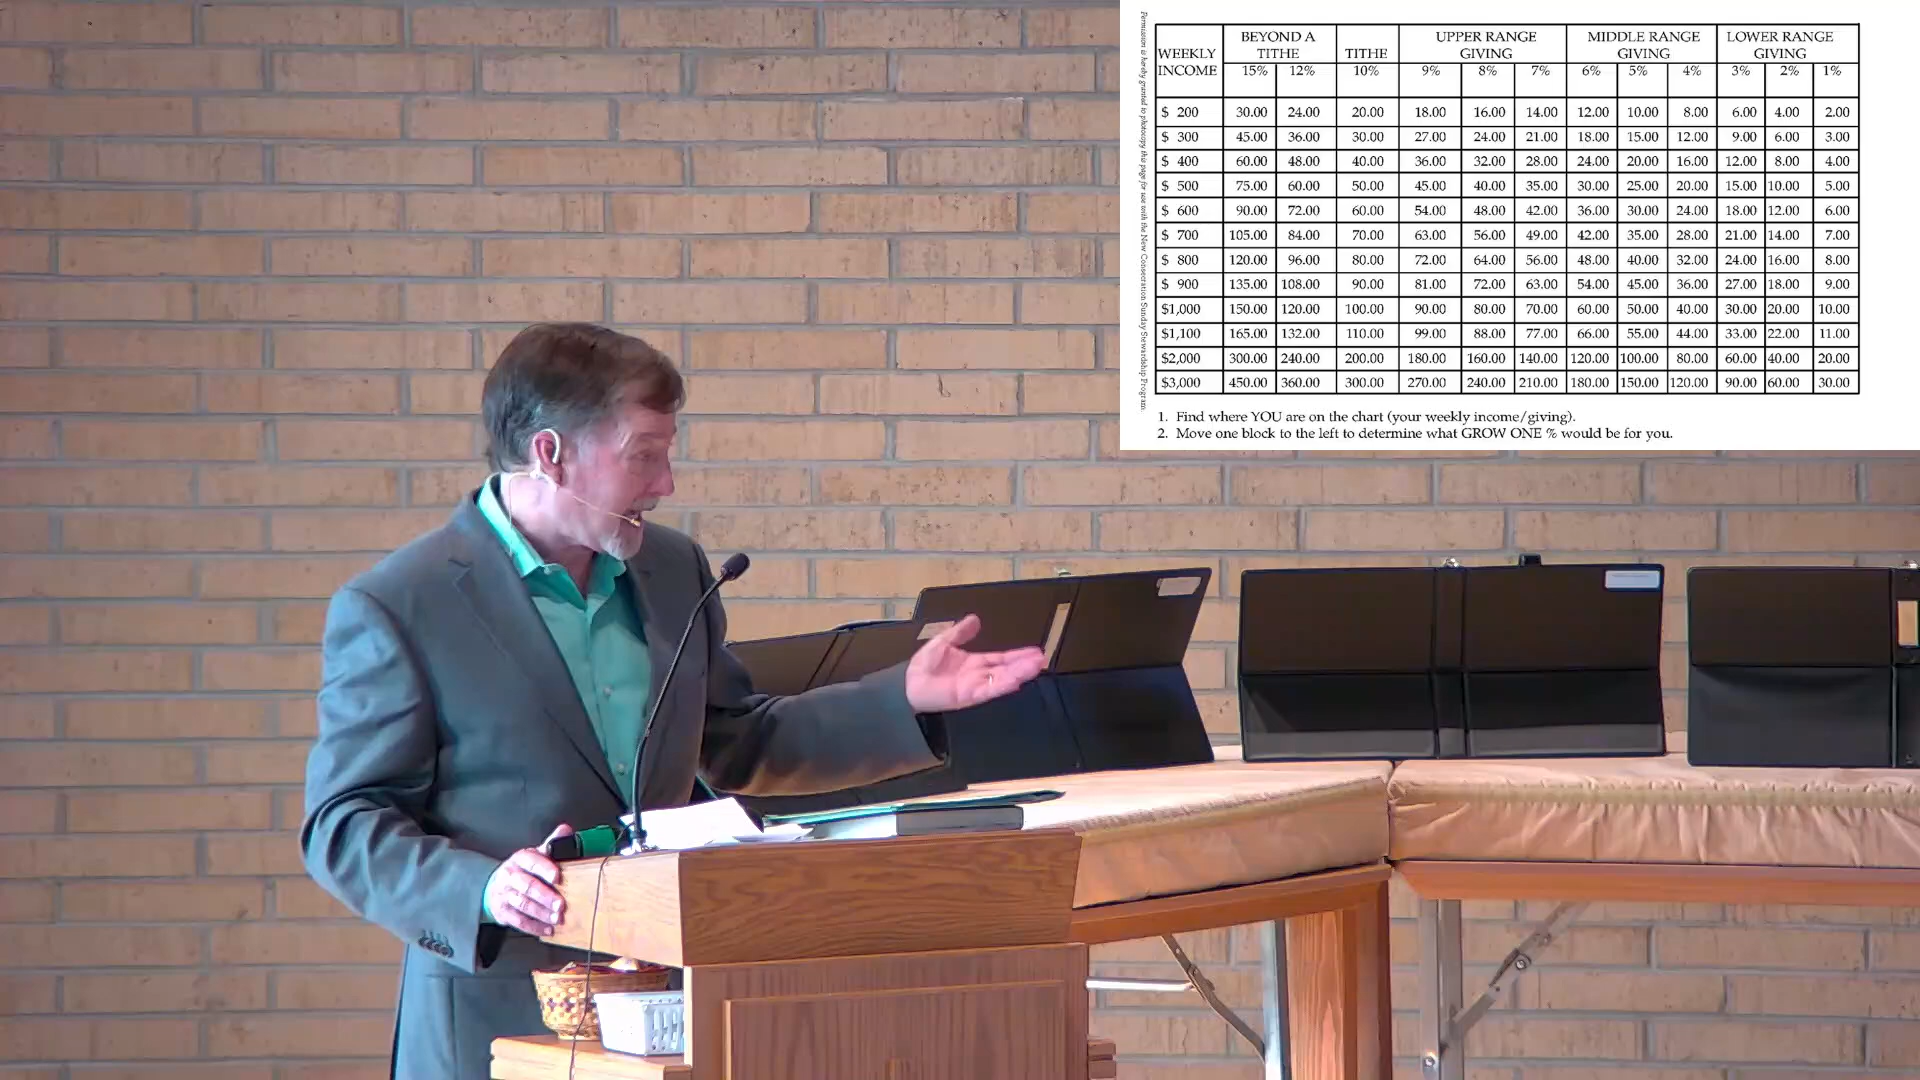 Permission is hereby granted to photocopy this page for use with the New Consecration Sunday Stewardship Program.
WEEKLY INCOME BEYOND A TITHE TITHE UPPER RANGE GIVING MIDDLE RANGE GIVING LOWER RANGE GIVING
15% 12% 10% 9% 8% 7% 6% 5% 4% 3% 2% 1%
$ 200 30.00 24.00 20.00 18.00 16.00 14.00 12.00 10.00 8.00 6.00 4.00 2.00
$ 300 45.00 36.00 30.00 27.00 24.00 21.00 18.00 15.00 12.00 9.00 6.00 3.00
$ 400 60.00 48.00 40.00 36.00 32.00 28.00 24.00 20.00 16.00 12.00 8.00 4.00
$ 500 75.00 60.00 50.00 45.00 40.00 35.00 30.00 25.00 20.00 15.00 10.00 5.00
$ 600 90.00 72.00 60.00 54.00 48.00 42.00 36.00 30.00 24.00 18.00 12.00 6.00
$ 700 105.00 84.00 70.00 63.00 56.00 49.00 42.00 35.00 28.00 21.00 14.00 7.00
$ 800 120.00 96.00 80.00 72.00 64.00 56.00 48.00 40.00 32.00 24.00 16.00 8.00
$ 900 135.00 108.00 90.00 81.00 72.00 63.00 54.00 45.00 36.00 27.00 18.00 9.00
$1,000 150.00 120.00 100.00 90.00 80.00 70.00 60.00 50.00 40.00 30.00 20.00 10.00
$1,100 165.00 132.00 110.00 99.00 88.00 77.00 66.00 55.00 44.00 33.00 22.00 11.00
$2,000 300.00 240.00 200.00 180.00 160.00 140.00 120.00 100.00 80.00 60.00 40.00 20.00
$3,000 450.00 360.00 300.00 270.00 240.00 210.00 180.00 150.00 120.00 90.00 60.00 30.00
1. Find where YOU are on the chart (your weekly income/giving).
2. Move one block to the left to determine what GROW ONE % would be for you.